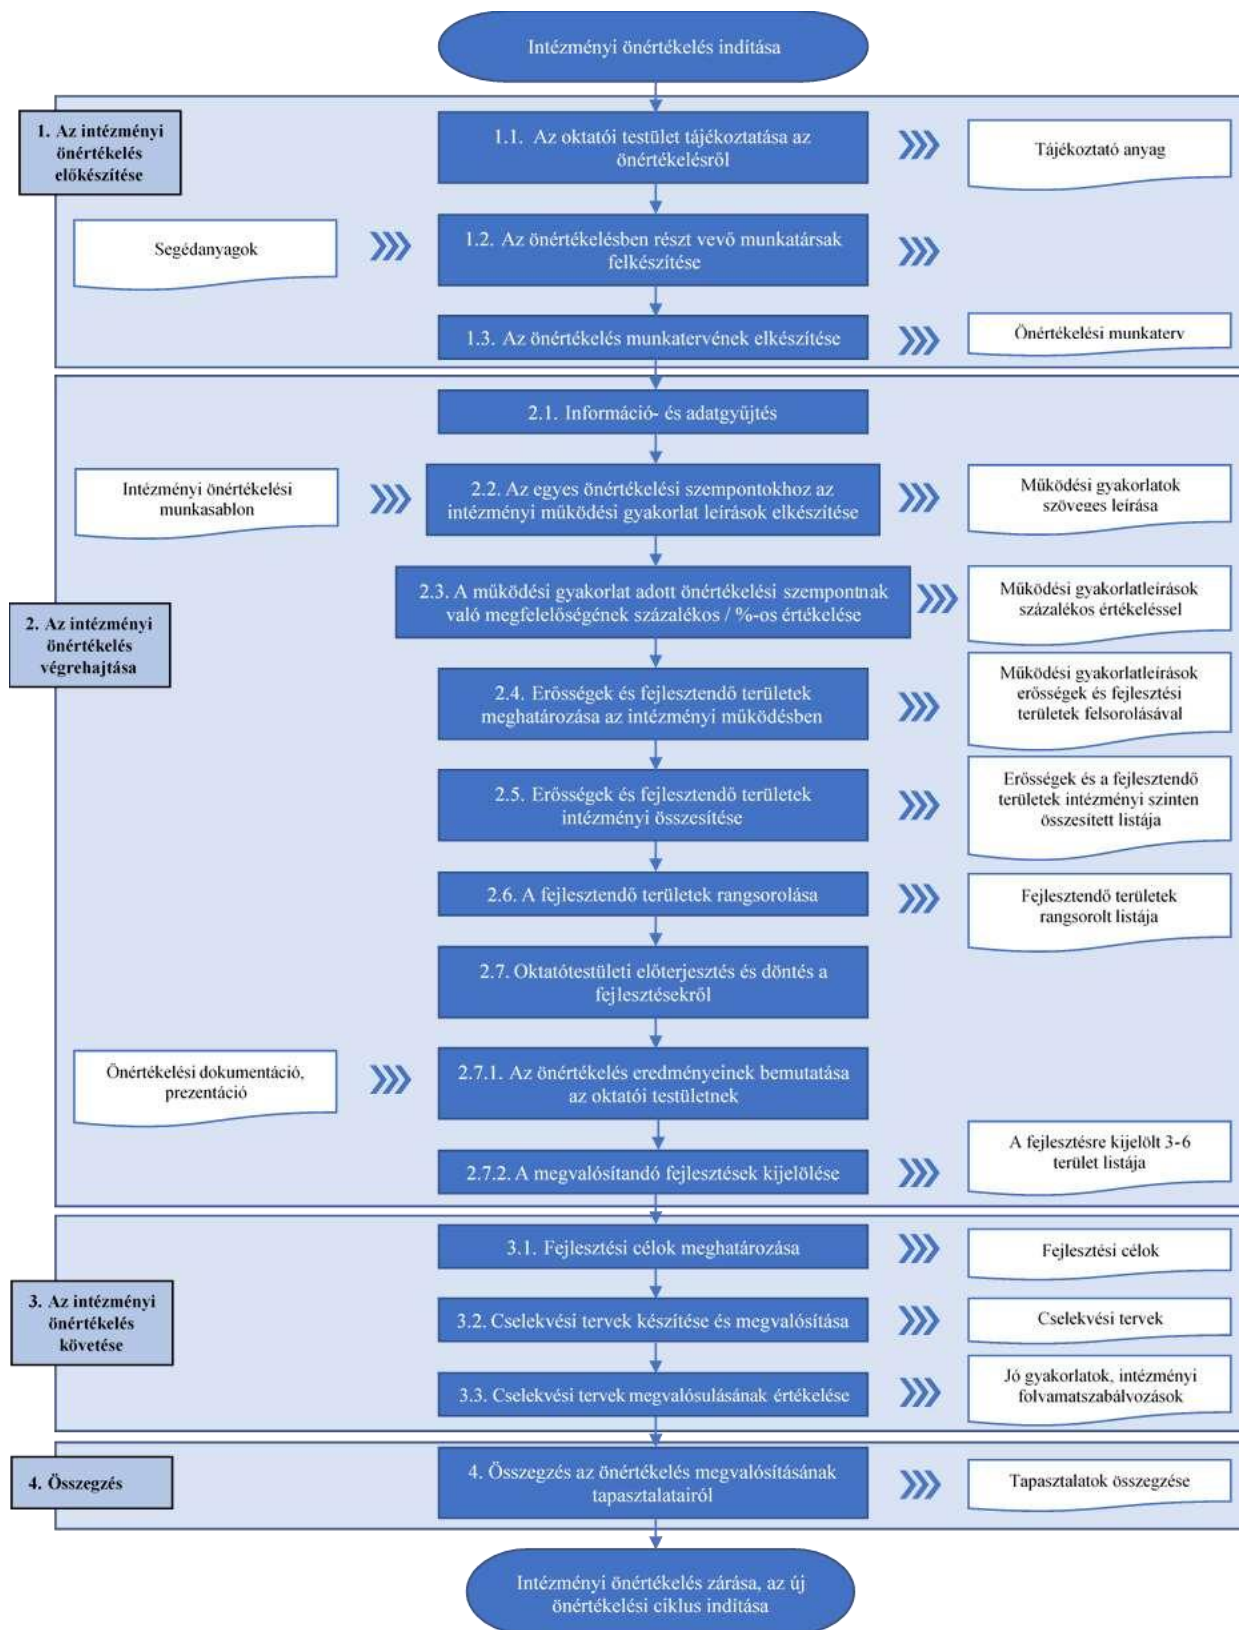 Intézményi önértékelés indítása
1. Az intézményi
önértékelés
előkészítése
1.1. Az oktatói testület tájékoztatása az
önértékelésről
Tájékoztató anyag
Segédanyagok
1.2. Az önértékelésben részt vevő munkatársak
felkészítése
1.3. Az önértékelés munkatervének elkészítése
Önértékelési munkaterv
2. Az intézményi
önértékelés
végrehajtása
2.1. Információ- és adatgyűjtés
Intézményi önértékelési
munkasablon
2.2. Az egyes önértékelési szempontokhoz az
intézményi működési gyakorlat leírások elkészítése
Működési gyakorlatok
szöveges leírása
2.3. A működési gyakorlat adott önértékelési szempontnak
való megfelelőségének százalékos / %-os értékelése
Működési gyakorlatleírások
százalékos értékeléssel
2.4. Erősségek és fejlesztendő területek
meghatározása az intézményi működésben
Működési gyakorlatleírások
erősségek és fejlesztési
területek felsorolásával
2.5. Erősségek és fejlesztendő területek
intézményi összesítése
Erősségek és a fejlesztendő
területek intézményi szinten
összesített listája
2.6. A fejlesztendő területek rangsorolása
Fejlesztendő területek
rangsorolt listája
2.7. Oktatótestületi előterjesztés és döntés a
fejlesztésekről
Önértékelési dokumentáció,
prezentáció
2.7.1. Az önértékelés eredményeinek bemutatása
az oktatói testületnek
2.7.2. A megvalósítandó fejlesztések kijelölése
A fejlesztésre kijelölt 3-6
terület listája
3. Az intézményi
önértékelés
követése
3.1. Fejlesztési célok meghatározása
Fejlesztési célok
3.2. Cselekvési tervek készítése és megvalósítása
Cselekvési tervek
3.3. Cselekvési tervek megvalósulásának értékelése
Jó gyakorlatok, intézményi
folyamatszabályozások
4. Összegzés
4. Összegzés az önértékelés megvalósításának
tapasztalatairól
Tapasztalatok összegzése
Intézményi önértékelés zárása, az új
önértékelési ciklus indítása